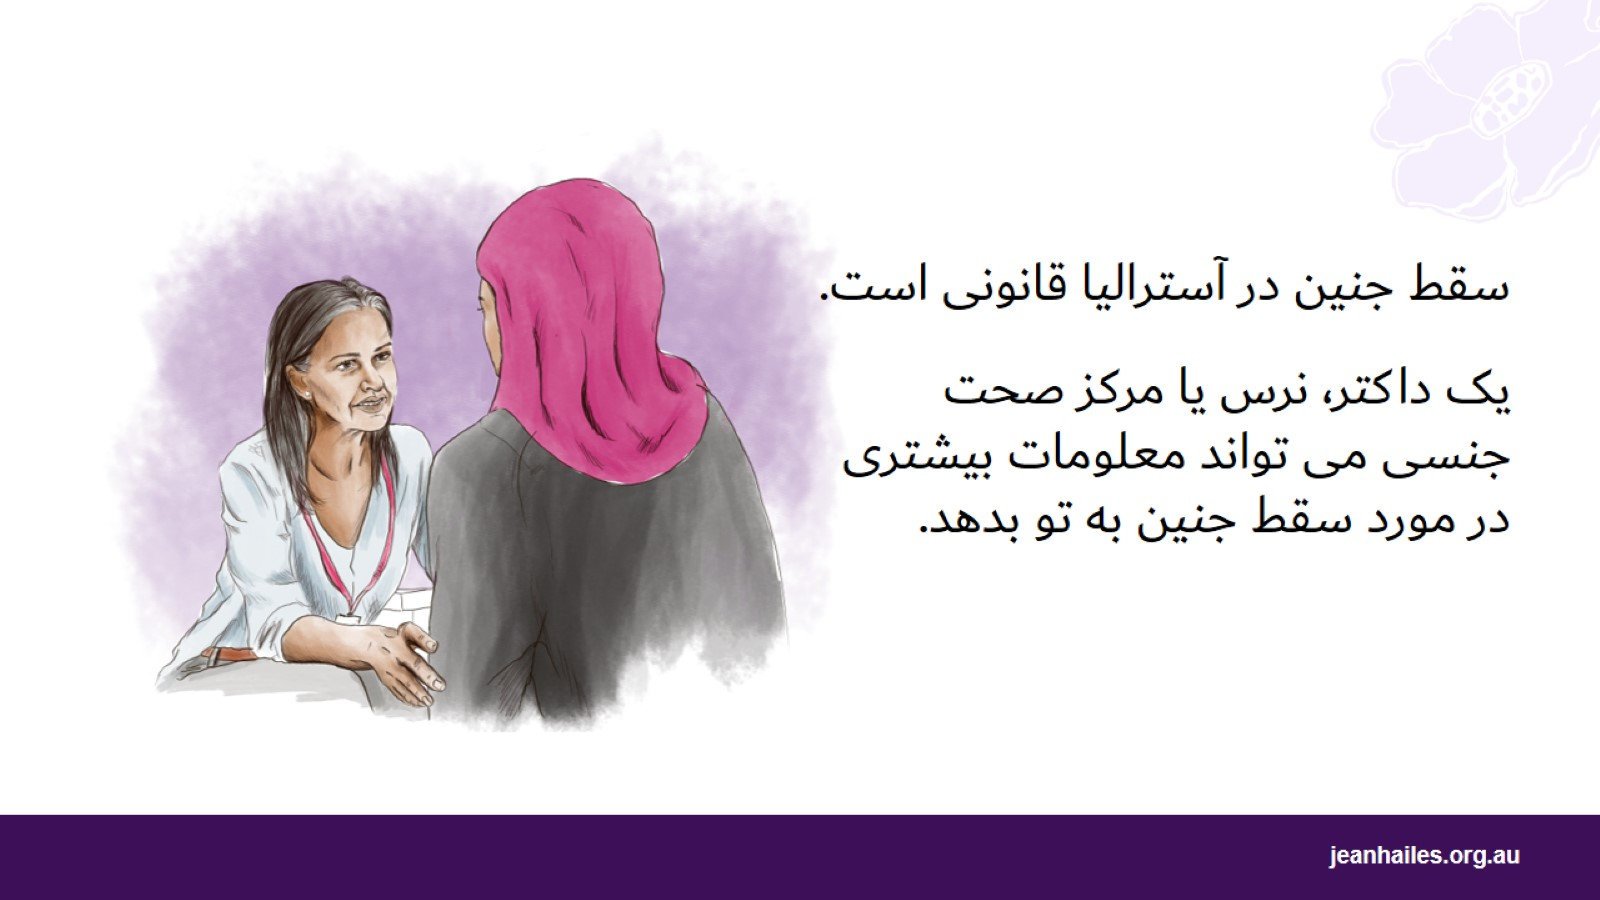 سقط جنین در آسترالیا قانونی است.
یک داکتر، نرس یا مرکز صحت
جنسی می تواند معلومات بیشتری
در مورد سقط جنین به تو بدهد.
jeanhailes.org.au